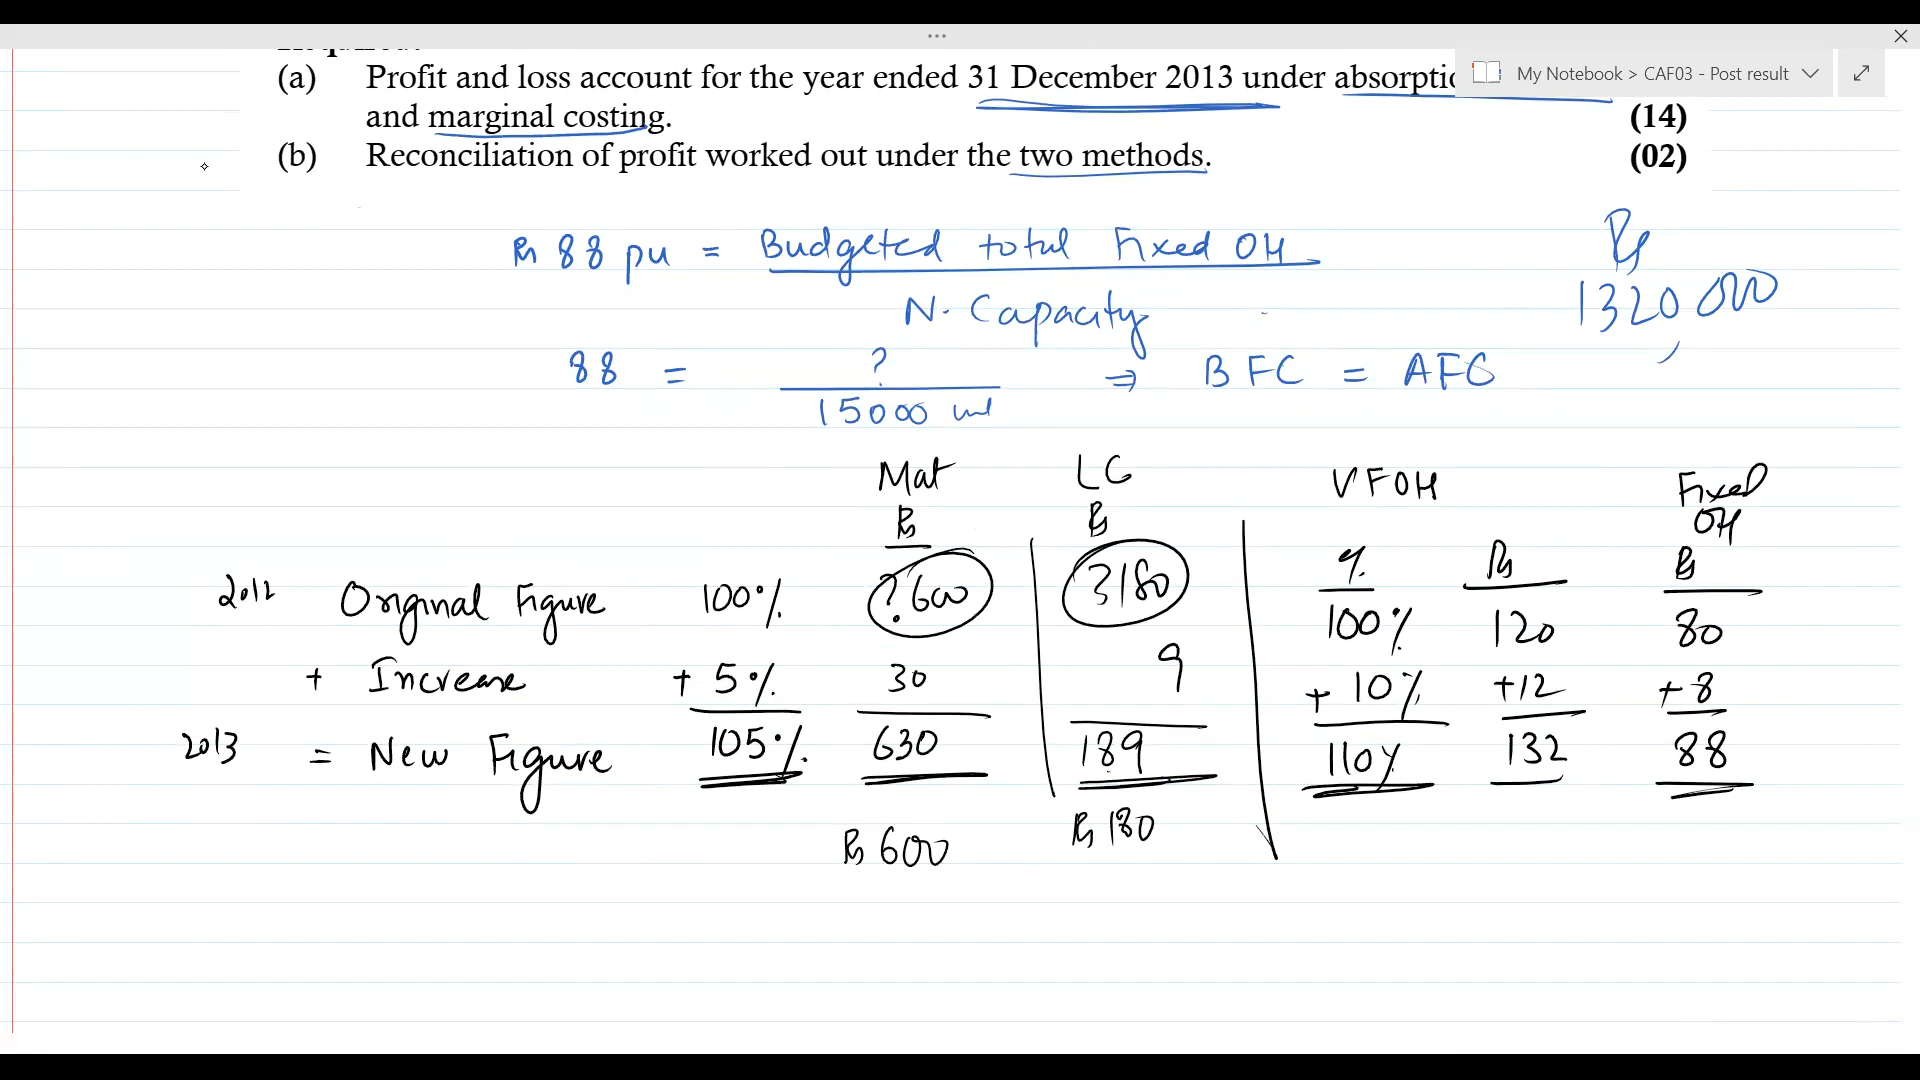 My Notebook > CAF03 - Post result
(a) Profit and loss account for the year ended 31 December 2013 under absorptio
and marginal costing. (14)
(b) Reconciliation of profit worked out under the two methods. (02)
Rs 88 pu = Budgeted total Fixed OH
N. Capacity
Rs
1320,000
88 = ?
15000 unit
⇒ BFC = AFC
Mat LC VFOH Fixed OH
Rs Rs % Rs Rs
2012 Original Figure 100% ? 600 ?180 100% 120 80
+ Increase + 5% 30 9 + 10% +12 +8
2013 = New Figure 105% 630 189 110% 132 88
Rs 600 Rs 180